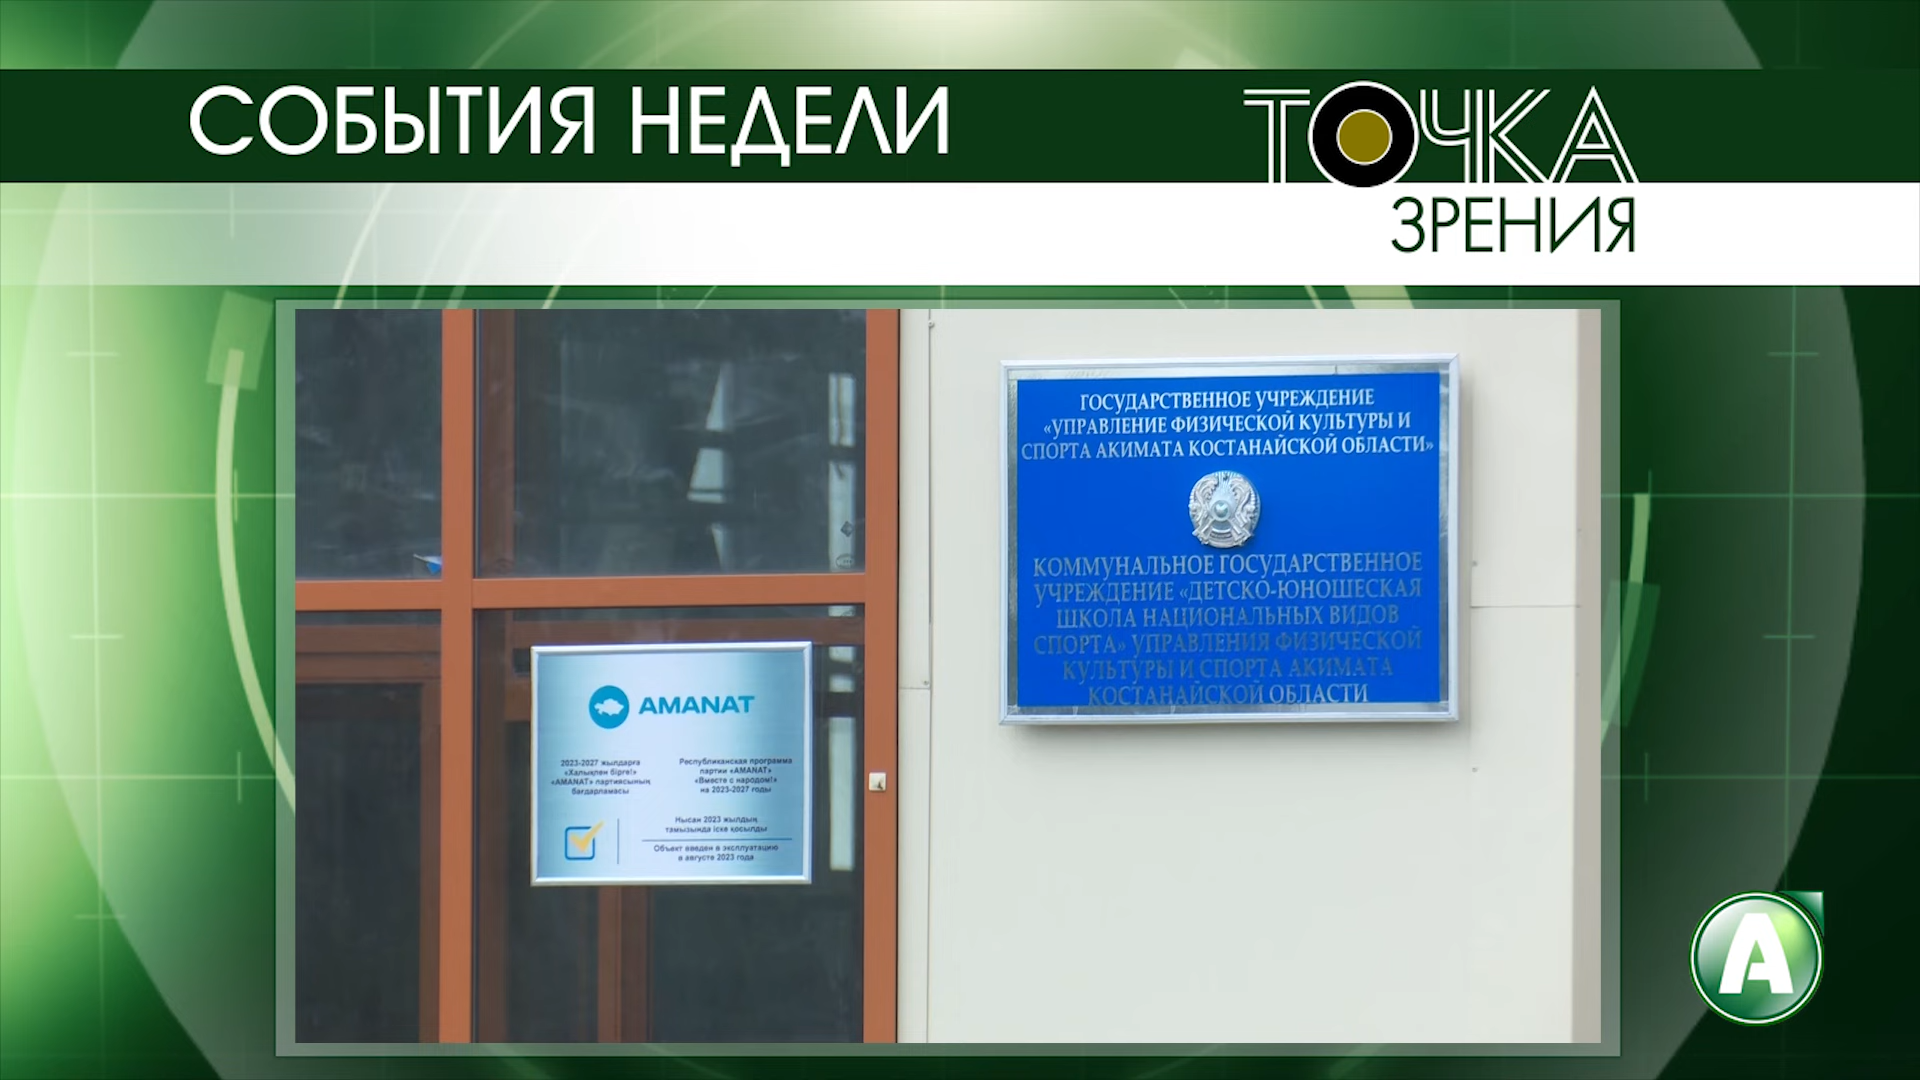 СОБЫТИЯ НЕДЕЛИ
ТОЧКА
ЗРЕНИЯ
ГОСУДАРСТВЕННОЕ УЧРЕЖДЕНИЕ
«УПРАВЛЕНИЕ ФИЗИЧЕСКОЙ КУЛЬТУРЫ И
СПОРТА АКИМАТА КОСТАНАЙСКОЙ ОБЛАСТИ»
КОММУНАЛЬНОЕ ГОСУДАРСТВЕННОЕ
УЧРЕЖДЕНИЕ «ДЕТСКО-ЮНОШЕСКАЯ
ШКОЛА НАЦИОНАЛЬНЫХ ВИДОВ
СПОРТА» УПРАВЛЕНИЯ ФИЗИЧЕСКОЙ
КУЛЬТУРЫ И СПОРТА АКИМАТА
КОСТАНАЙСКОЙ ОБЛАСТИ
AMANAT
2023-2027 жылдарға
«Халықпен бірге!»
«AMANAT» партиясының
бағдарламасы
Республиканская программа
партии «AMANAT»
«Вместе с народом!»
на 2023-2027 годы
Нысан 2023 жылдың
тамызында іске қосылды
Объект введен в эксплуатацию
в августе 2023 года
А